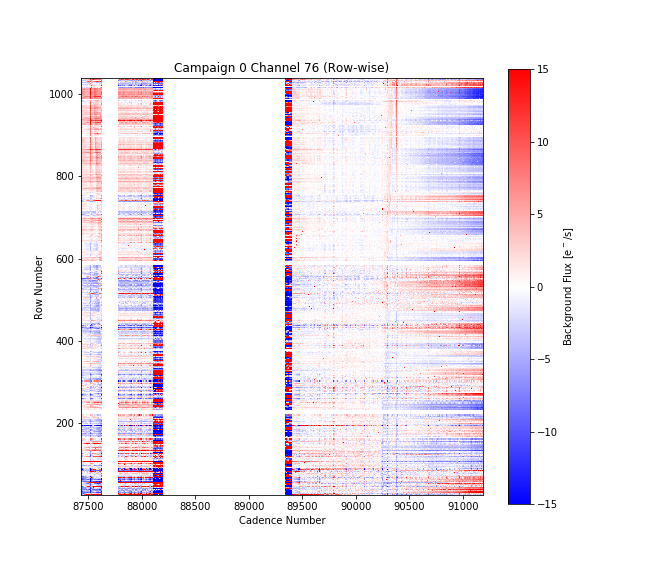 Campaign 0 Channel 76 (Row-wise)
1000
800
600
400
200
Row Number
87500 88000 88500 89000 89500 90000 90500 91000
Cadence Number
15
10
5
0
−5
−10
−15
Background Flux [e⁻/s]